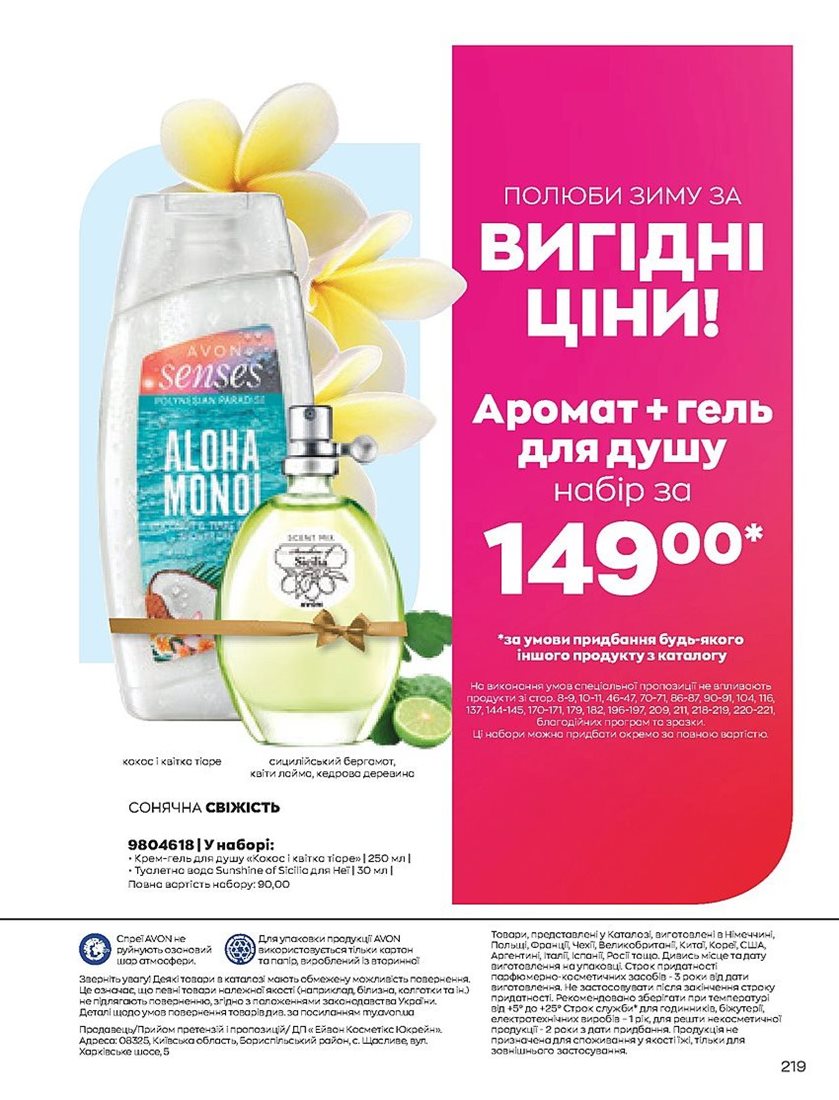 ПОЛЮБИ ЗИМУ ЗА
ВИГІДНІ
ЦІНИ!
Аромат + гель
для душу
набір за
149⁰⁰*
*за умови придбання будь-якого
іншого продукту з каталогу
На виконання умов спеціальної пропозиції не впливають
продукти зі стор. 8-9, 10-11, 46-47, 70-71, 86-87, 90-91, 104, 116,
137, 144-145, 170-171, 179, 182, 196-197, 209, 211, 218-219, 220-221,
благодійних програм та зразки.
Ці набори можна придбати окремо за повною вартістю.
AVON
senses
POLYNESIAN PARADISE
ALOHA
MONOI
SCENT MIX
Sunshine of
Sicilia
AVON
кокос і квітка тіаре
сицилійський бергамот,
квіти лайма, кедрова деревина
СОНЯЧНА СВІЖІСТЬ
9804618 | У наборі:
• Крем-гель для душу «Кокос і квітка тіаре» | 250 мл |
• Туалетна вода Sunshine of Sicilia для Неї | 30 мл |
Повна вартість набору: 90,00
Спреї AVON не
руйнують озоновий
шар атмосфери.
Для упаковки продукції AVON
використовується тільки картон
та папір, вироблений із вторинної
Зверніть увагу! Деякі товари в каталозі мають обмежену можливість повернення.
Це означає, що певні товари належної якості (наприклад, білизна, колготки та ін.)
не підлягають поверненню, згідно з положеннями законодавства України.
Деталі щодо умов повернення товарів див. за посиланням my.avon.ua
Продавець/Прийом претензій і пропозицій/ ДП « Ейвон Косметікс Юкрейн».
Адреса: 08325, Київська область, Бориспільський район, с. Щасливе, вул.
Харківське шосе, 5
Товари, представлені у Каталозі, виготовлені в Німеччині,
Польщі, Франції, Чехії, Великобританії, Китаї, Кореї, США,
Аргентині, Італії, Іспанії, Росії тощо. Дивись місце та дату
виготовлення на упаковці. Строк придатності
парфюмерно-косметичних засобів - 3 роки від дати
виготовлення. Не застосовувати після закінчення строку
придатності. Рекомендовано зберігати при температурі
від +5° до +25° Строк служби* для годинників, біжутерії,
електротехнічних виробів – 1 рік, для решти некосметичної
продукції - 2 роки з дати придбання. Продукція не
призначена для споживання у якості їжі, тільки для
зовнішнього застосування.
219